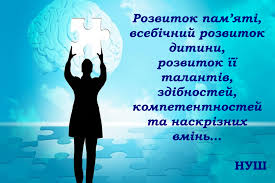 Розвиток пам’яті,
всебічний розвиток
дитини,
розвиток її
талантів,
здібностей,
компетентностей
та наскрізних
вмінь...
НУШ